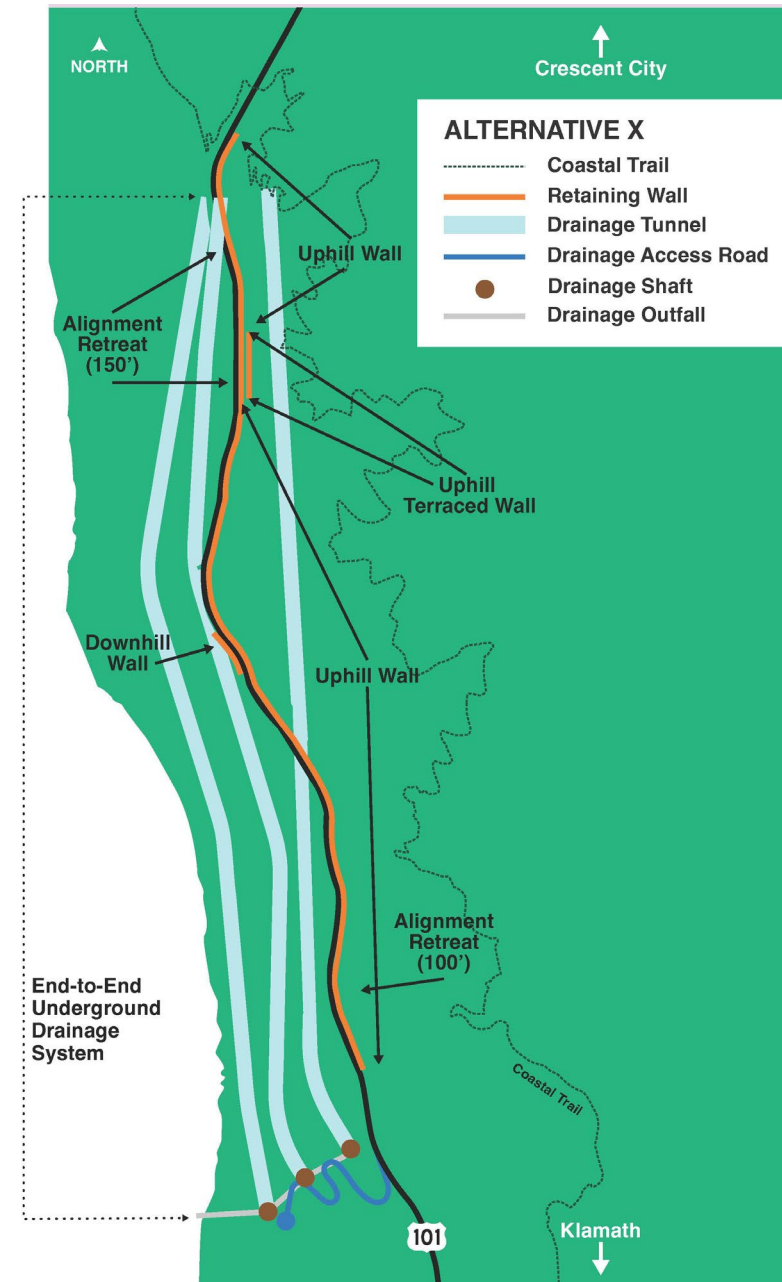 NORTH
Crescent City
ALTERNATIVE X
Coastal Trail
Retaining Wall
Drainage Tunnel
Drainage Access Road
Drainage Shaft
Drainage Outfall
Uphill Wall
Alignment
Retreat
(150’)
Uphill
Terraced Wall
Downhill
Wall
Uphill Wall
Alignment
Retreat
(100’)
End-to-End
Underground
Drainage
System
Coastal Trail
101
Klamath